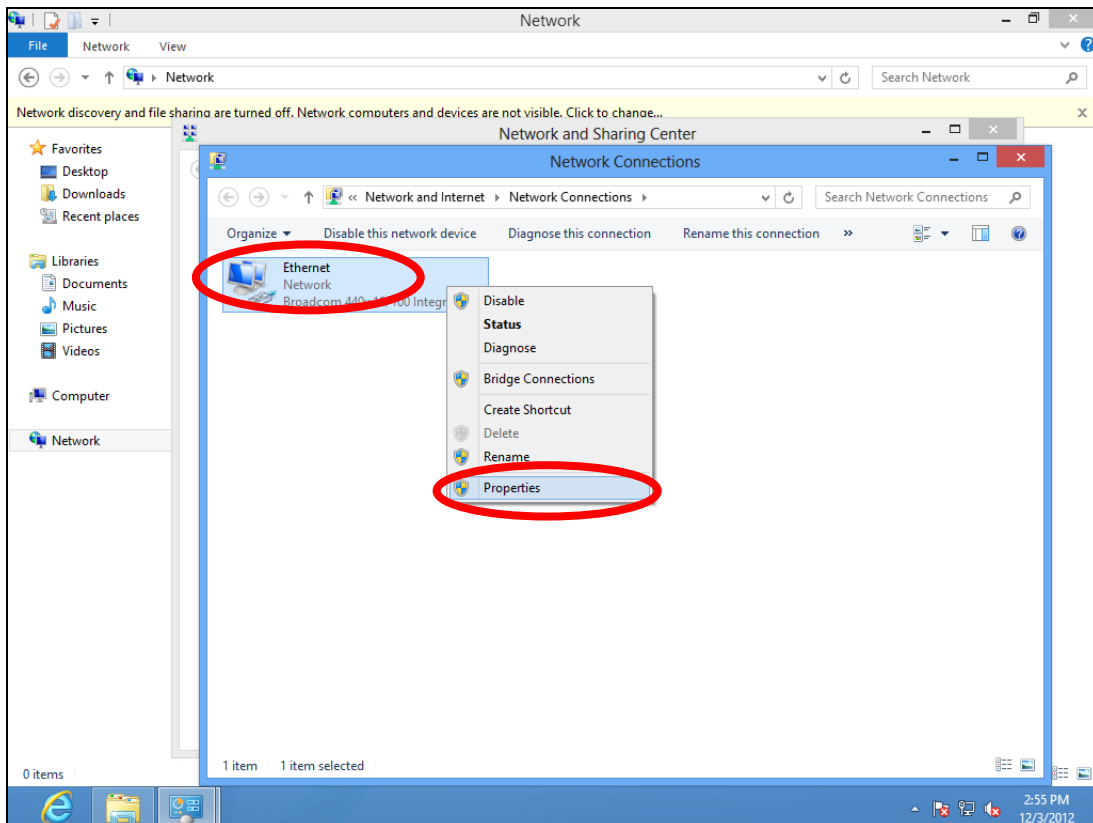 Network
File Network View
Network
Search Network
Network discovery and file sharing are turned off. Network computers and devices are not visible. Click to change...
Favorites
Desktop
Downloads
Recent places
Libraries
Documents
Music
Pictures
Videos
Computer
Network
0 items
Network and Sharing Center
Network Connections
« Network and Internet Network Connections
Search Network Connections
Organize Disable this network device Diagnose this connection Rename this connection »
Ethernet
Network
Broadcom 440x 10/100 Integr
Disable
Status
Diagnose
Bridge Connections
Create Shortcut
Delete
Rename
Properties
1 item 1 item selected
2:55 PM
12/3/2012